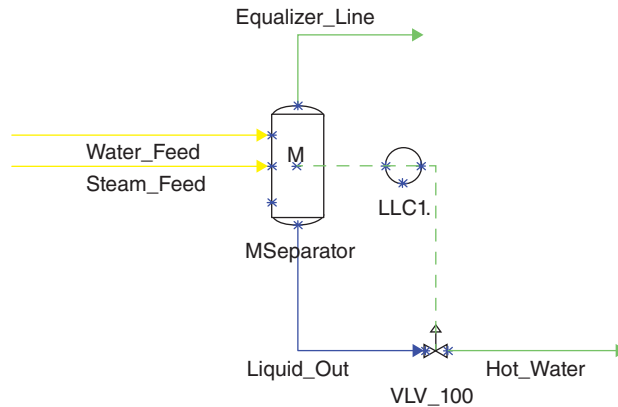 Equalizer_Line
Water_Feed
M
Steam_Feed
LLC1.
MSeparator
Liquid_Out
Hot_Water
VLV_100